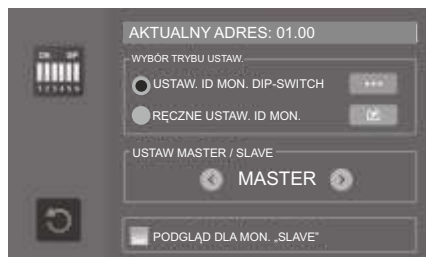 AKTUALNY ADRES: 01.00
WYBÓR TRYBU USTAW.
USTAW. ID MON. DIP-SWITCH
RĘCZNE USTAW. ID MON.
USTAW MASTER / SLAVE
MASTER
PODGLĄD DLA MON. „SLAVE”